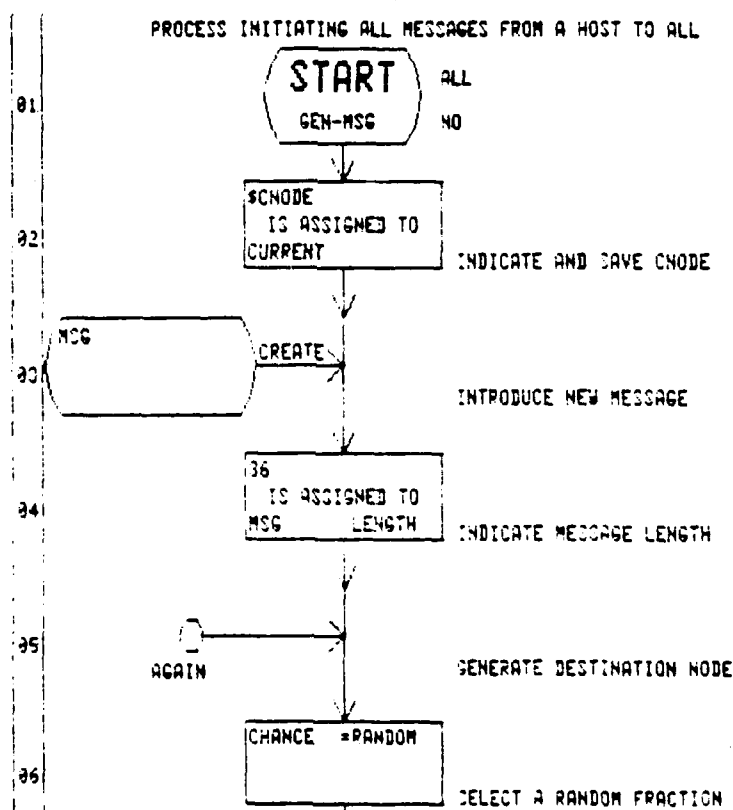 PROCESS INITIATING ALL MESSAGES FROM A HOST TO ALL
START ALL
01
GEN-MSG NO
$CNODE
IS ASSIGNED TO
02
CURRENT
INDICATE AND SAVE CNODE
MSG
CREATE
03
INTRODUCE NEW MESSAGE
36
IS ASSIGNED TO
04
MSG LENGTH
INDICATE MESSAGE LENGTH
05
AGAIN
GENERATE DESTINATION NODE
CHANCE =RANDOM
06
SELECT A RANDOM FRACTION